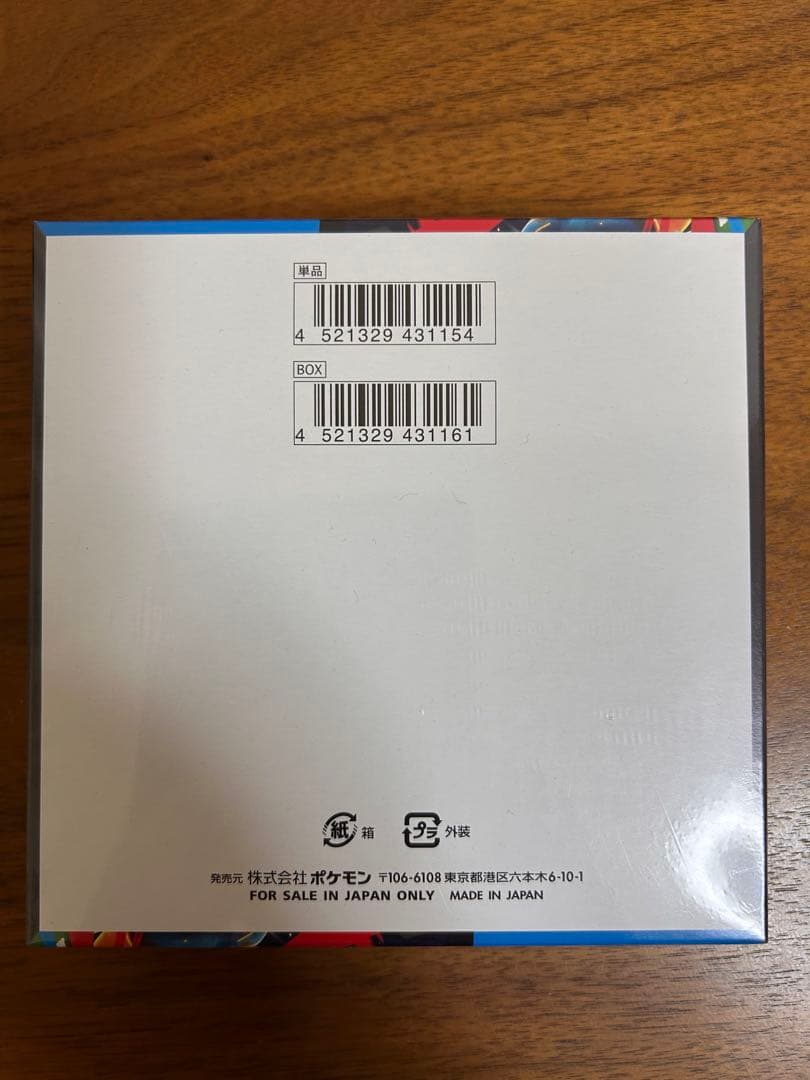 単品
4 521329 431154
BOX
4 521329 431161
紙 箱 プラ 外装
発売元 株式会社 ポケモン 〒106-6108 東京都港区六本木6-10-1
FOR SALE IN JAPAN ONLY MADE IN JAPAN